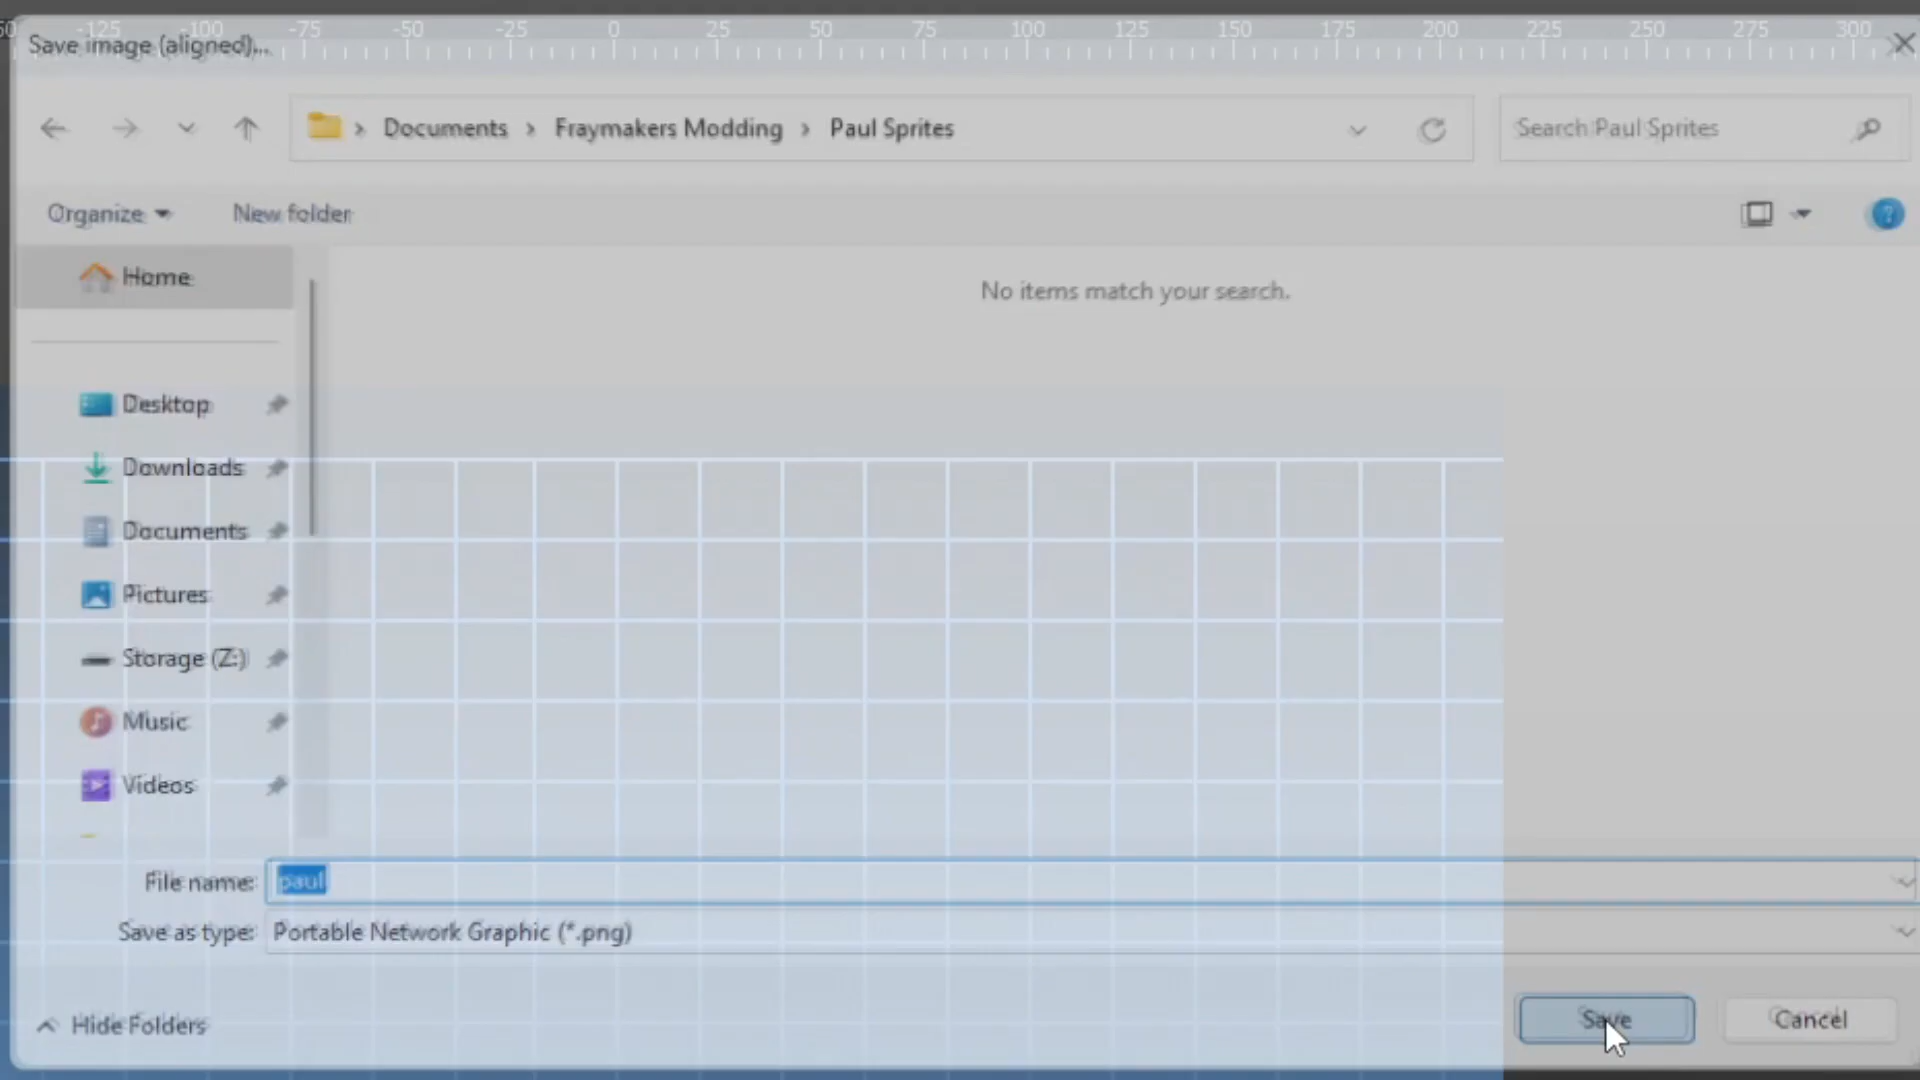 -125 -100 -75 -50 -25 0 25 50 75 100 125 150 175 200 225 250 275 300
Save image (aligned)...
Documents > Fraymakers Modding > Paul Sprites
Search Paul Sprites
Organize
New folder
Home
No items match your search.
Desktop
Downloads
Documents
Pictures
Storage (Z:)
Music
Videos
File name: paul
Save as type: Portable Network Graphic (*.png)
Hide Folders
Save
Cancel